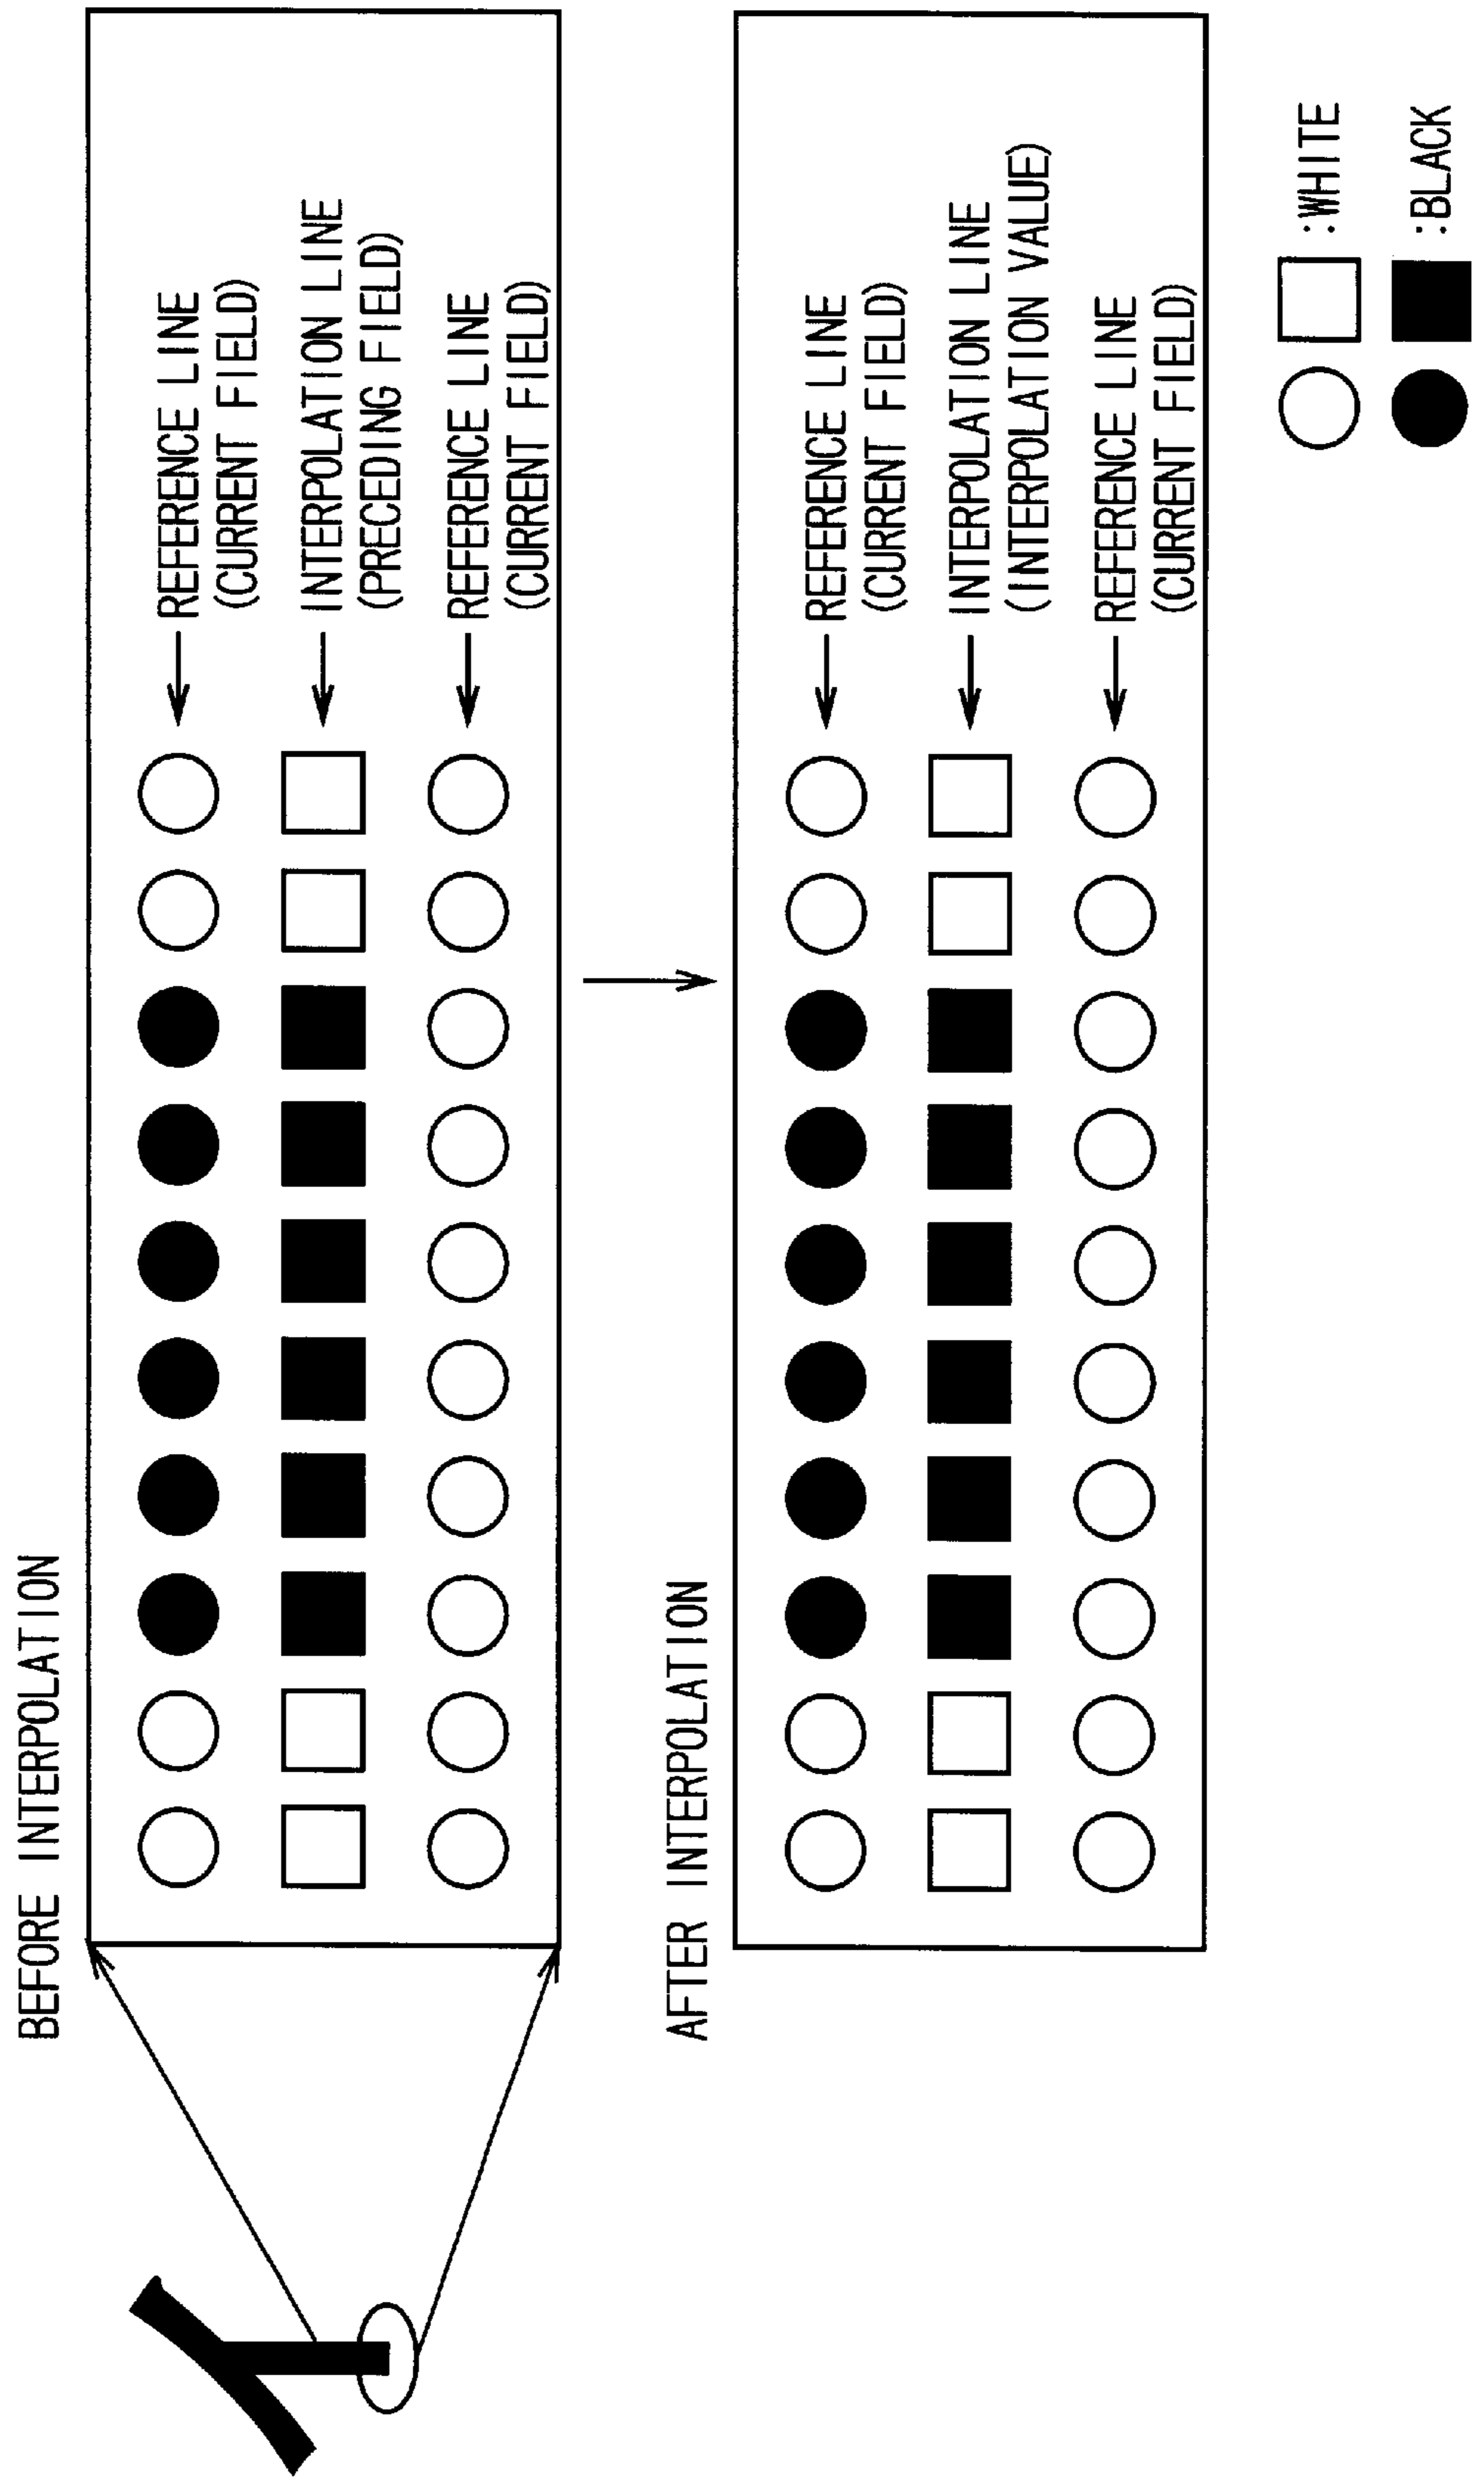 BEFORE INTERPOLATION
REFERENCE LINE
(CURRENT FIELD)
INTERPOLATION LINE
(PRECEDING FIELD)
REFERENCE LINE
(CURRENT FIELD)
AFTER INTERPOLATION
REFERENCE LINE
(CURRENT FIELD)
INTERPOLATION LINE
(INTERPOLATION VALUE)
REFERENCE LINE
(CURRENT FIELD)
:WHITE
:BLACK